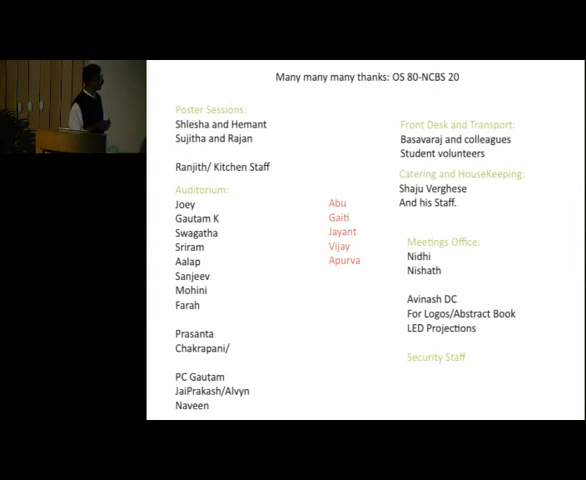 Many many many thanks: OS 80-NCBS 20
Poster Sessions:
Shlesha and Hemant
Sujitha and Rajan
Ranjith/ Kitchen Staff
Auditorium:
Joey
Gautam K
Swagatha
Sriram
Aalap
Sanjeev
Mohini
Farah
Prasanta
Chakrapani/
PC Gautam
JaiPrakash/Alvyn
Naveen
Abu
Gaiti
Jayant
Vijay
Apurva
Front Desk and Transport:
Basavaraj and colleagues
Student volunteers
Catering and HouseKeeping:
Shaju Verghese
And his Staff.
Meetings Office:
Nidhi
Nishath
Avinash DC
For Logos/Abstract Book
LED Projections
Security Staff